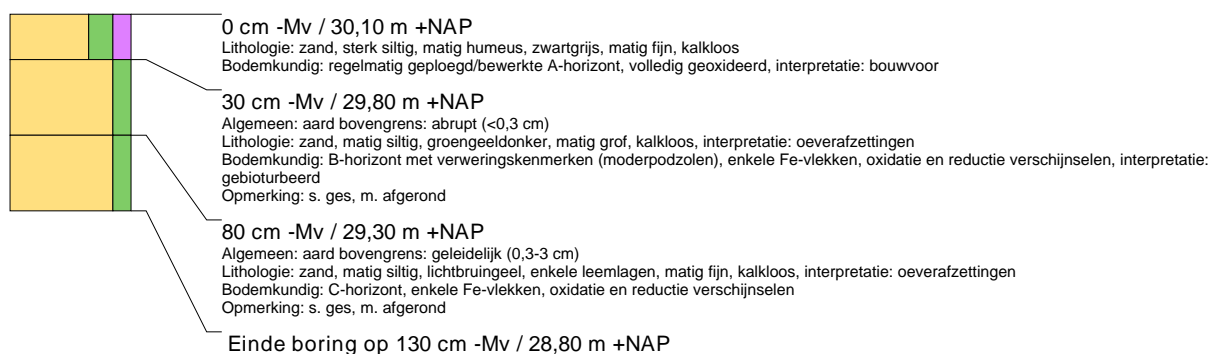 0 cm -Mv / 30,10 m +NAP
Lithologie: zand, sterk siltig, matig humeus, zwartgrijs, matig fijn, kalkloos
Bodemkundig: regelmatig geploegd/bewerkte A-horizont, volledig geoxideerd, interpretatie: bouwvoor
30 cm -Mv / 29,80 m +NAP
Algemeen: aard bovengrens: abrupt (<0,3 cm)
Lithologie: zand, matig siltig, groengeeldonker, matig grof, kalkloos, interpretatie: oeverafzettingen
Bodemkundig: B-horizont met verweringskenmerken (moderpodzolen), enkele Fe-vlekken, oxidatie en reductie verschijnselen, interpretatie:
gebioturbeerd
Opmerking: s. ges, m. afgerond
80 cm -Mv / 29,30 m +NAP
Algemeen: aard bovengrens: geleidelijk (0,3-3 cm)
Lithologie: zand, matig siltig, lichtbruingeel, enkele leemlagen, matig fijn, kalkloos, interpretatie: oeverafzettingen
Bodemkundig: C-horizont, enkele Fe-vlekken, oxidatie en reductie verschijnselen
Opmerking: s. ges, m. afgerond
Einde boring op 130 cm -Mv / 28,80 m +NAP